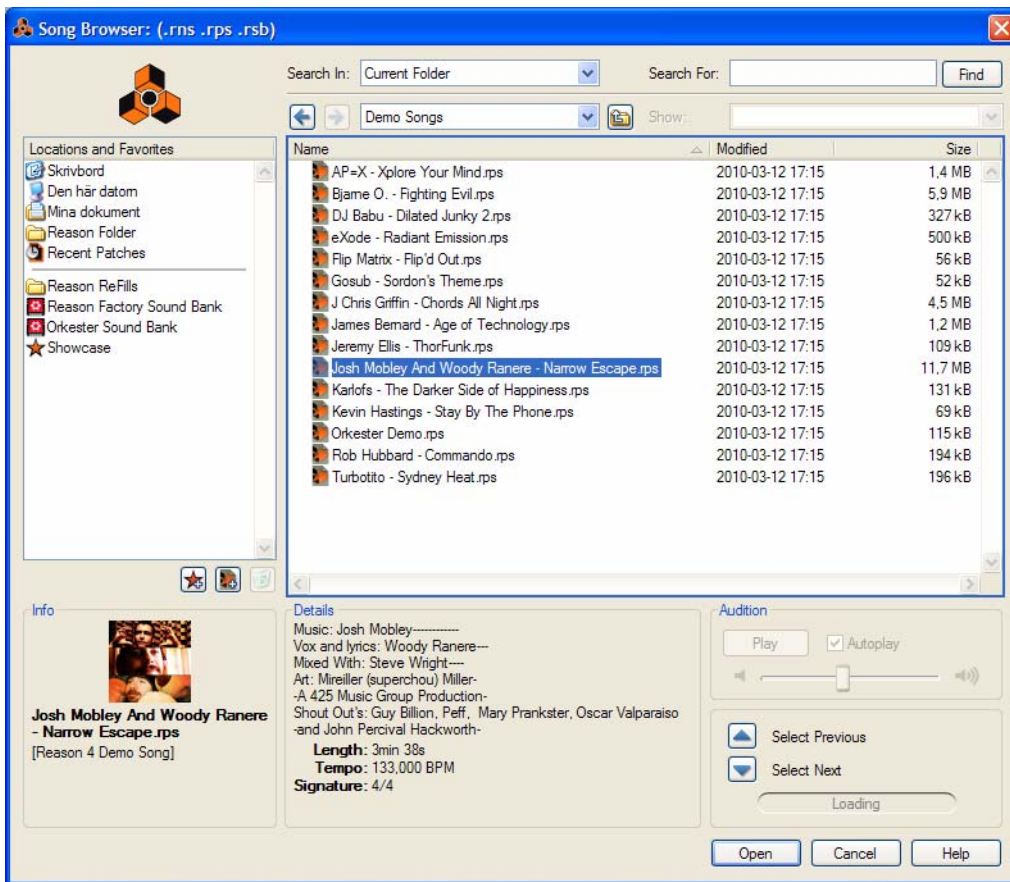 Song Browser: (.rns .rps .rsb)
Search In: Current Folder Search For: Find
Demo Songs Show:
Locations and Favorites
Skrivbord
Den här datorn
Mina dokument
Reason Folder
Recent Patches
Reason ReFills
Reason Factory Sound Bank
Orkester Sound Bank
Showcase
Name Modified Size
AP=X - Xplore Your Mind.rps 2010-03-12 17:15 1,4 MB
Bjarne O. - Fighting Evil.rps 2010-03-12 17:15 5,9 MB
DJ Babu - Dilated Junky 2.rps 2010-03-12 17:15 327 kB
eXode - Radiant Emission.rps 2010-03-12 17:15 500 kB
Flip Matrix - Flip'd Out.rps 2010-03-12 17:15 56 kB
Gosub - Sordon's Theme.rps 2010-03-12 17:15 52 kB
J Chris Griffin - Chords All Night.rps 2010-03-12 17:15 4,5 MB
James Bernard - Age of Technology.rps 2010-03-12 17:15 1,2 MB
Jeremy Ellis - ThorFunk.rps 2010-03-12 17:15 109 kB
Josh Mobley And Woody Ranere - Narrow Escape.rps 2010-03-12 17:15 11,7 MB
Karlofs - The Darker Side of Happiness.rps 2010-03-12 17:15 131 kB
Kevin Hastings - Stay By The Phone.rps 2010-03-12 17:15 69 kB
Orkester Demo.rps 2010-03-12 17:15 115 kB
Rob Hubbard - Commando.rps 2010-03-12 17:15 194 kB
Turbotito - Sydney Heat.rps 2010-03-12 17:15 196 kB
Info
Josh Mobley And Woody Ranere
- Narrow Escape.rps
[Reason 4 Demo Song]
Details
Music: Josh Mobley------------
Vox and lyrics: Woody Ranere---
Mixed With: Steve Wright----
Art: Mireiller (superchou) Miller-
-A 425 Music Group Production-
Shout Out's: Guy Billion, Peff, Mary Prankster, Oscar Valparaiso
-and John Percival Hackworth-
Length: 3min 38s
Tempo: 133,000 BPM
Signature: 4/4
Audition
Play Autoplay
Select Previous
Select Next
Loading
Open Cancel Help